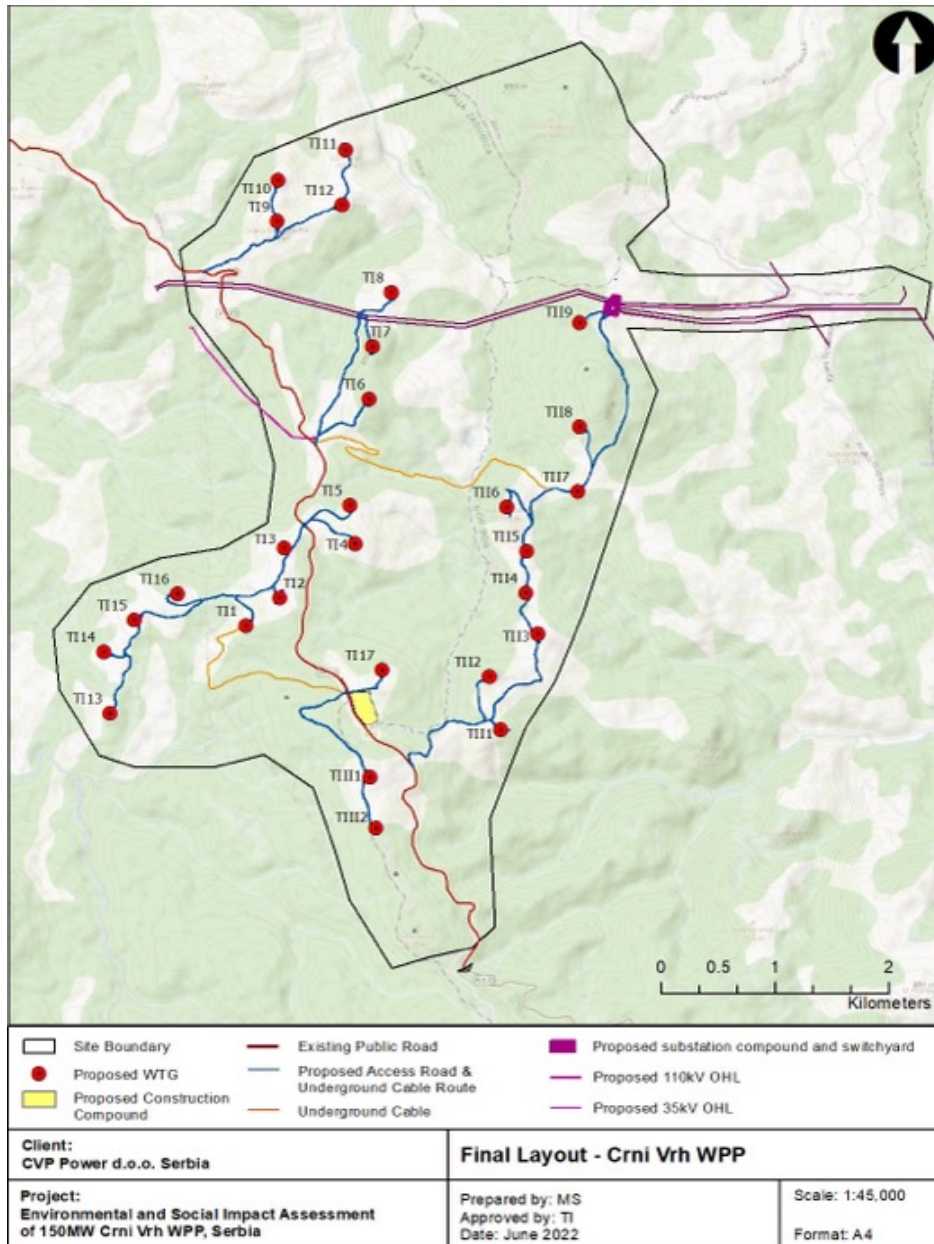 TI11
TI10
TI12
TI9
TI8
TII9
TI7
TI6
TII8
TII7
TI5
TII6
TI3
TI4
TII5
TI16
TI2
TII4
TI15
TI1
TII3
TI14
TI17
TII2
TI13
TII1
TIII1
TIII2
0 0.5 1 2
Kilometers
Site Boundary
Existing Public Road
Proposed substation compound and switchyard
Proposed WTG
Proposed Access Road &
Underground Cable Route
Proposed 110kV OHL
Proposed Construction
Compound
Underground Cable
Proposed 35kV OHL
Client:
CVP Power d.o.o. Serbia
Final Layout - Crni Vrh WPP
Project:
Environmental and Social Impact Assessment
of 150MW Crni Vrh WPP, Serbia
Prepared by: MS
Approved by: TI
Date: June 2022
Scale: 1:45,000
Format: A4